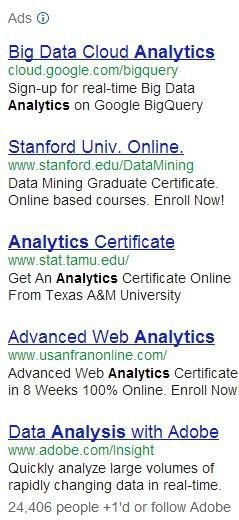 Ads
Big Data Cloud Analytics
cloud.google.com/bigquery
Sign-up for real-time Big Data
Analytics on Google BigQuery
Stanford Univ. Online.
www.stanford.edu/DataMining
Data Mining Graduate Certificate.
Online based courses. Enroll Now!
Analytics Certificate
www.stat.tamu.edu/
Get An Analytics Certificate Online
From Texas A&M University
Advanced Web Analytics
www.usanfranonline.com/
Advanced Web Analytics Certificate
in 8 Weeks 100% Online. Enroll Now
Data Analysis with Adobe
www.adobe.com/insight
Quickly analyze large volumes of
rapidly changing data in real-time.
24,406 people +1'd or follow Adobe